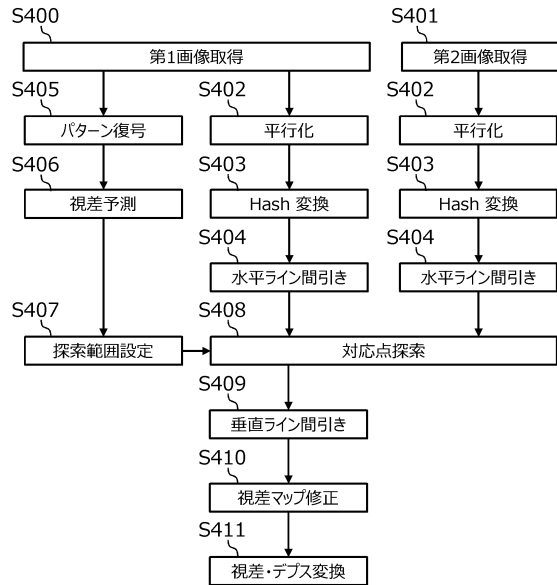 S400
第1画像取得
S401
第2画像取得
S405
パターン復号
S402
平行化
S402
平行化
S406
視差予測
S403
Hash 変換
S403
Hash 変換
S404
水平ライン間引き
S404
水平ライン間引き
S407
探索範囲設定
S408
対応点探索
S409
垂直ライン間引き
S410
視差マップ修正
S411
視差・デプス変換